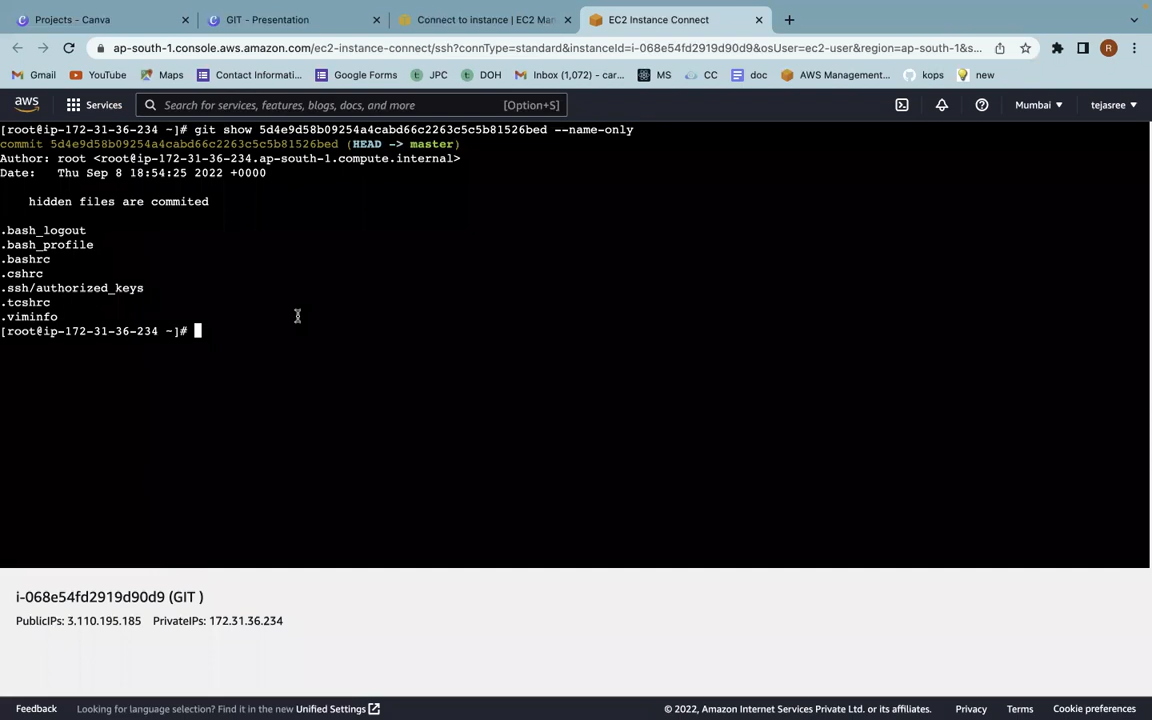 Projects - Canva
GIT - Presentation
Connect to instance | EC2 Man
EC2 Instance Connect
ap-south-1.console.aws.amazon.com/ec2-instance-connect/ssh?connType=standard&instanceId=i-068e54fd2919d90d9&osUser=ec2-user&region=ap-south-1&s...
R
Gmail
YouTube
Maps
Contact Informati...
Google Forms
JPC
DOH
Inbox (1,072) - car...
MS
CC
doc
AWS Management...
kops
new
aws
Services
Search for services, features, blogs, docs, and more
[Option+S]
Mumbai
tejasree
[root@ip-172-31-36-234 ~]# git show 5d4e9d58b09254a4cabd66c2263c5c5b81526bed --name-only
commit 5d4e9d58b09254a4cabd66c2263c5c5b81526bed (HEAD -> master)
Author: root <root@ip-172-31-36-234.ap-south-1.compute.internal>
Date:   Thu Sep 8 18:54:25 2022 +0000
hidden files are commited
.bash_logout
.bash_profile
.bashrc
.cshrc
.ssh/authorized_keys
.tcshrc
.viminfo
[root@ip-172-31-36-234 ~]#
i-068e54fd2919d90d9 (GIT )
PublicIPs: 3.110.195.185   PrivateIPs: 172.31.36.234
Feedback
Looking for language selection? Find it in the new Unified Settings
© 2022, Amazon Internet Services Private Ltd. or its affiliates.
Privacy
Terms
Cookie preferences